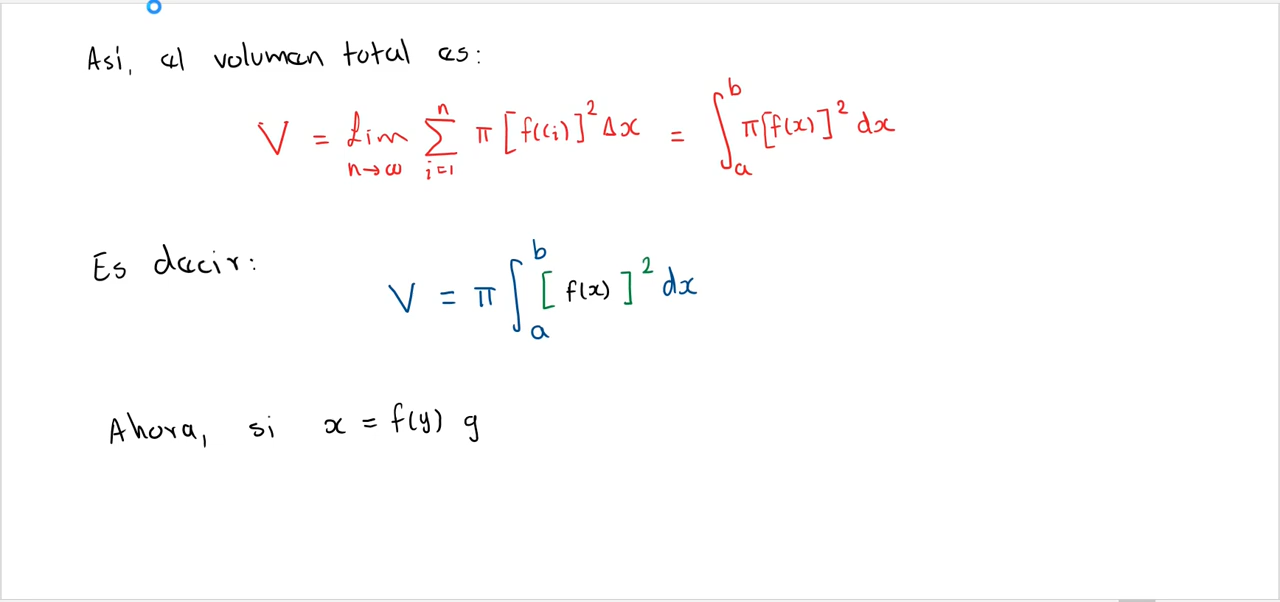 Así, el volumen total es:
V = Lim n→∞ ∑ i=1 n π [f(ci)]² Δx = ∫ a b π[f(x)]² dx
Es decir:
V = π ∫ a b [f(x)]² dx
Ahora, si x = f(y) g